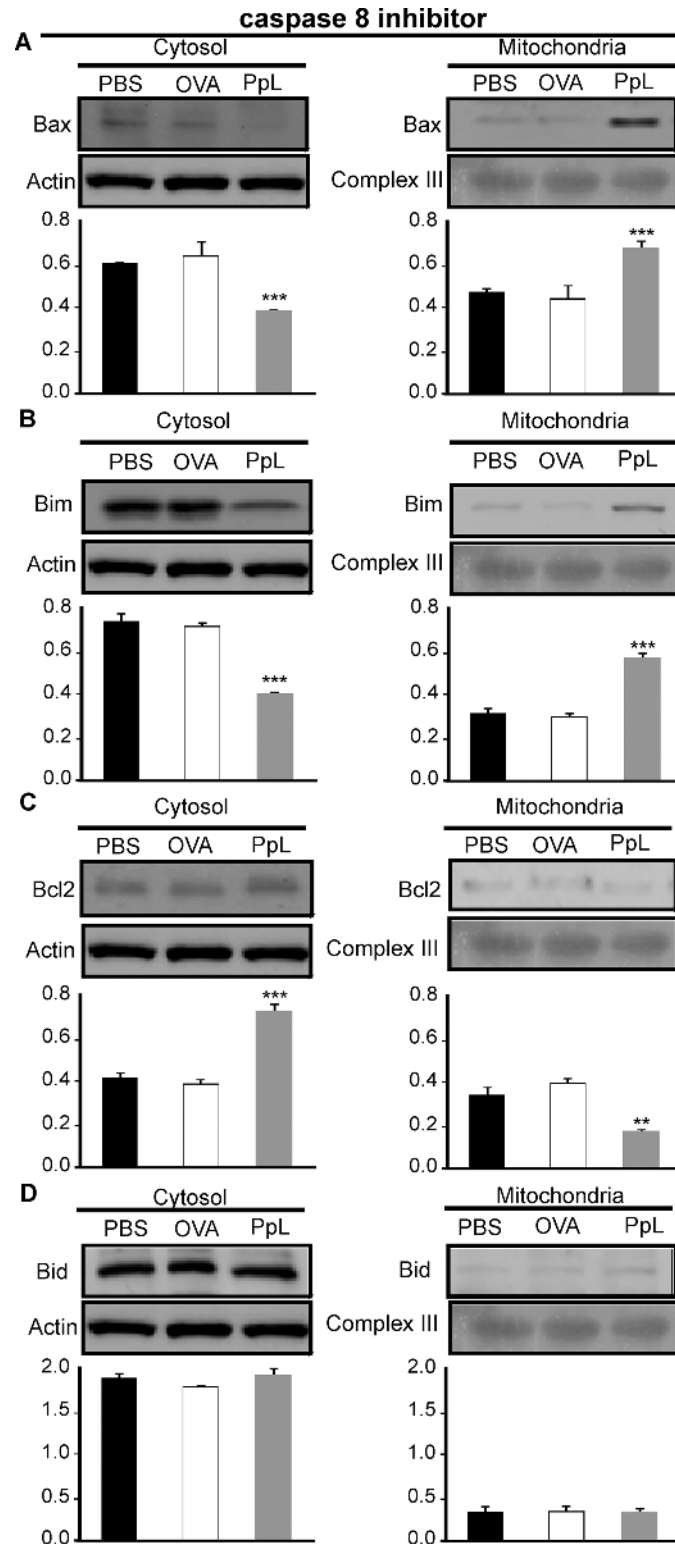 caspase 8 inhibitor
A
Cytosol Mitochondria
PBS OVA PpL PBS OVA PpL
Bax Bax
Actin Complex III
0.8 0.8
*** ***
0.6 0.6
0.4 0.4
0.2 0.2
0.0 0.0
B
Cytosol Mitochondria
PBS OVA PpL PBS OVA PpL
Bim Bim
Actin Complex III
0.8 0.8
*** ***
0.6 0.6
0.4 0.4
0.2 0.2
0.0 0.0
C
Cytosol Mitochondria
PBS OVA PpL PBS OVA PpL
Bcl2 Bcl2
Actin Complex III
0.8 0.8
*** **
0.6 0.6
0.4 0.4
0.2 0.2
0.0 0.0
D
Cytosol Mitochondria
PBS OVA PpL PBS OVA PpL
Bid Bid
Actin Complex III
2.0 2.0
1.5 1.5
1.0 1.0
0.5 0.5
0.0 0.0